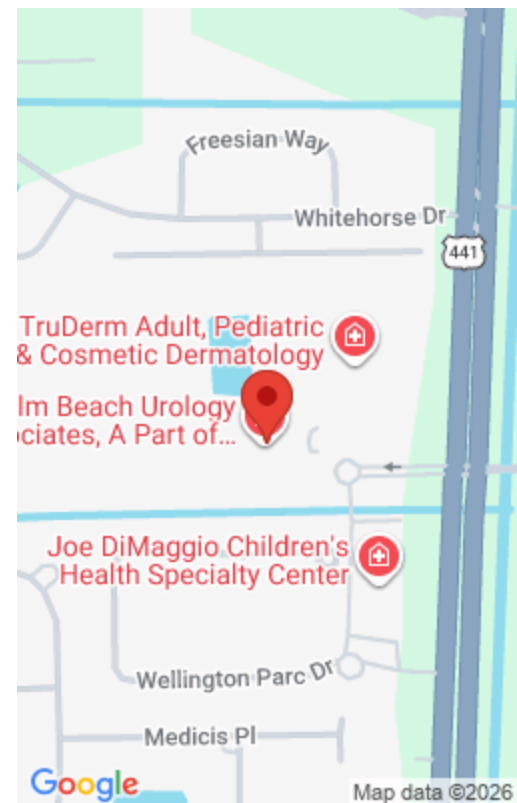 Freesian Way
Whitehorse Dr
441
TruDerm Adult, Pediatric
& Cosmetic Dermatology
lm Beach Urology
ociates, A Part of...
Joe DiMaggio Children's
Health Specialty Center
Wellington Parc Dr
Medicis Pl
Google
Map data ©2026